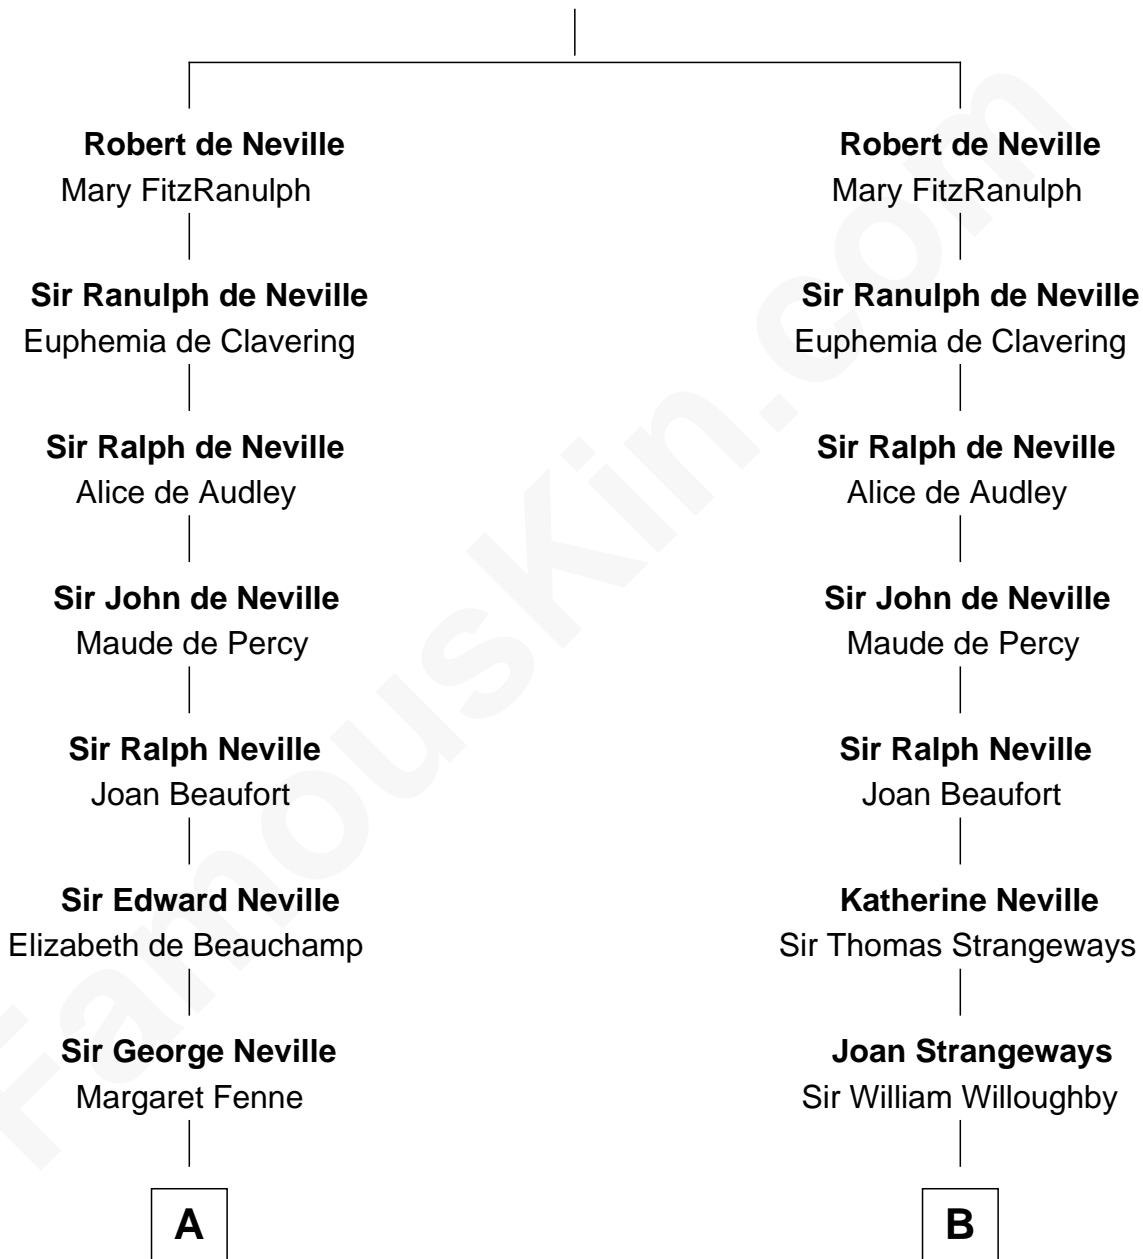 Robert de Neville
Mary FitzRanulph
Sir Ranulph de Neville
Euphemia de Clavering
Sir Ralph de Neville
Alice de Audley
Sir John de Neville
Maude de Percy
Sir Ralph Neville
Joan Beaufort
Sir Edward Neville
Elizabeth de Beauchamp
Sir George Neville
Margaret Fenne
A
Robert de Neville
Mary FitzRanulph
Sir Ranulph de Neville
Euphemia de Clavering
Sir Ralph de Neville
Alice de Audley
Sir John de Neville
Maude de Percy
Sir Ralph Neville
Joan Beaufort
Katherine Neville
Sir Thomas Strangeways
Joan Strangeways
Sir William Willoughby
B
FamousKin.com